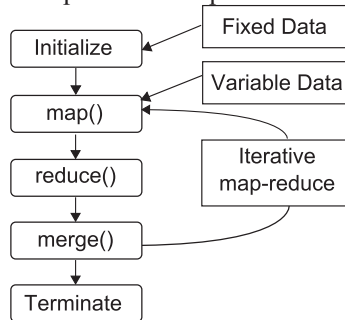 Fixed Data
Initialize
Variable Data
map()
Iterative
map-reduce
reduce()
merge()
Terminate